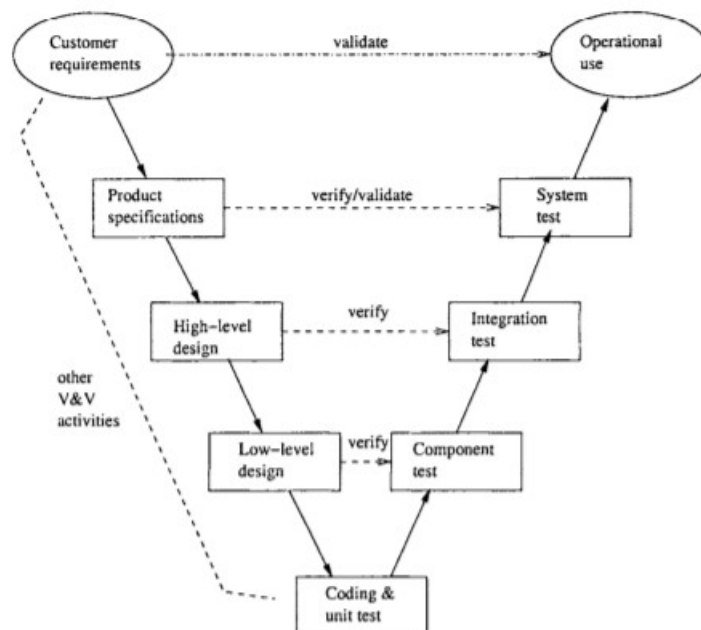 Customer
requirements
validate
Operational
use
Product
specifications
verify/validate
System
test
High-level
design
verify
Integration
test
other
V&V
activities
Low-level
design
verify
Component
test
Coding &
unit test